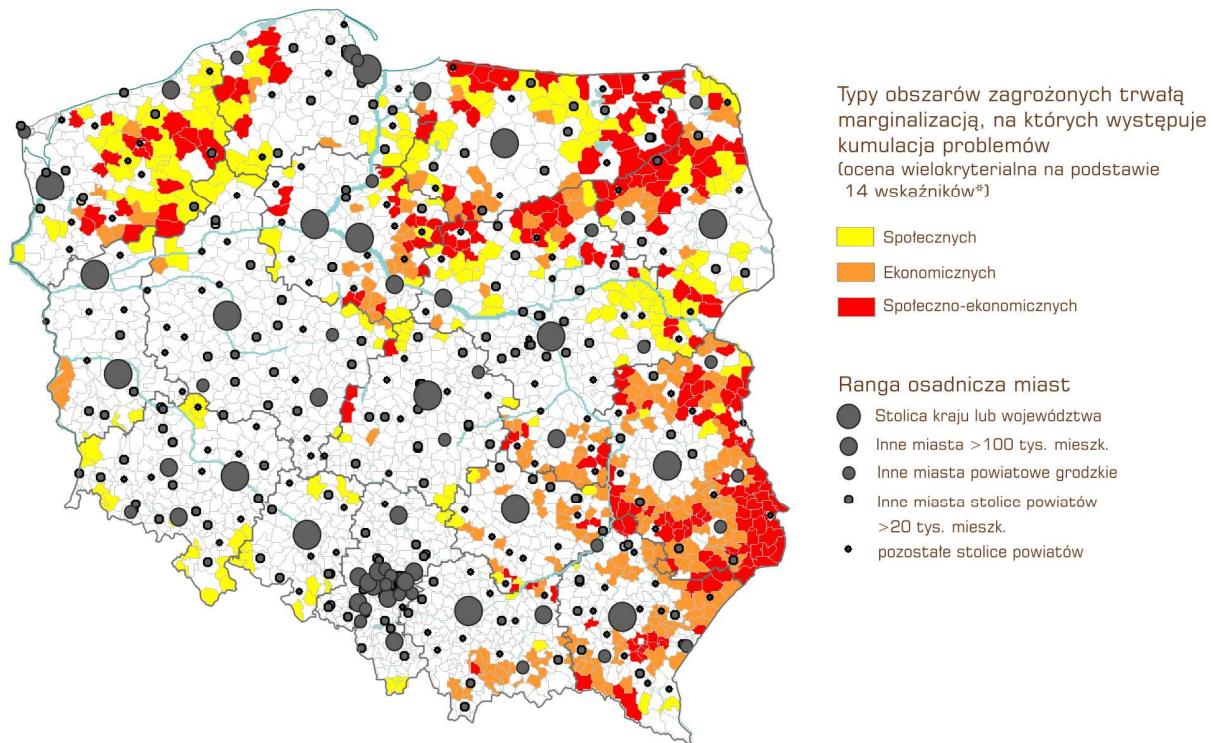 Typy obszarów zagrożonych trwałą
marginalizacją, na których występuje
kumulacja problemów
(ocena wielokryterialna na podstawie
14 wskaźników*)
Społecznych
Ekonomicznych
Społeczno-ekonomicznych
Ranga osadnicza miast
Stolica kraju lub województwa
Inne miasta >100 tys. mieszk.
Inne miasta powiatowe grodzkie
Inne miasta stolice powiatów
>20 tys. mieszk.
pozostałe stolice powiatów